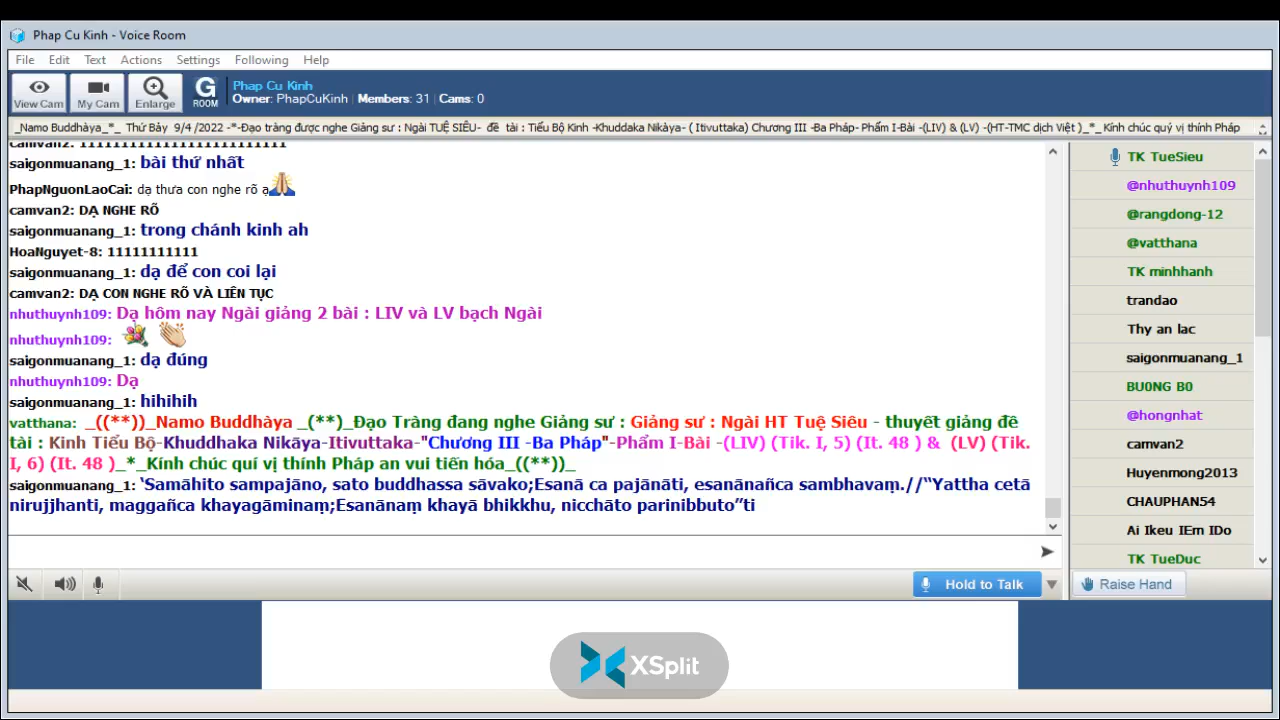 Phap Cu Kinh - Voice Room
File Edit Text Actions Settings Following Help
View Cam My Cam Enlarge G ROOM
Phap Cu Kinh
Owner: PhapCuKinh | Members: 31 | Cams: 0
_Namo Buddhàya_*_ Thứ Bảy 9/4 /2022 -*-Đạo tràng được nghe Giảng sư : Ngài TUỆ SIÊU- đề tài : Tiểu Bộ Kinh -Khuddaka Nikàya- ( Itivuttaka) Chương III -Ba Pháp- Phẩm I-Bài -(LIV) & (LV) -(HT-TMC dịch Việt )_*_ Kính chúc quý vị thính Pháp
saigonmuanang_1: bài thứ nhất
PhapNguonLaoCai: dạ thưa con nghe rõ ạ
camvan2: DẠ NGHE RÕ
saigonmuanang_1: trong chánh kinh ah
HoaNguyet-8: 11111111111
saigonmuanang_1: dạ để con coi lại
camvan2: DẠ CON NGHE RÕ VÀ LIÊN TỤC
nhuthuynh109: Dạ hôm nay Ngài giảng 2 bài : LIV và LV bạch Ngài
nhuthuynh109:
saigonmuanang_1: dạ đúng
nhuthuynh109: Dạ
saigonmuanang_1: hihihih
vatthana: _((**))_Namo Buddhàya _(**)_Đạo Tràng đang nghe Giảng sư : Giảng sư : Ngài HT Tuệ Siêu - thuyết giảng đề
tài : Kinh Tiểu Bộ-Khuddhaka Nikāya-Itivuttaka-"Chương III -Ba Pháp"-Phẩm I-Bài -(LIV) (Tik. I, 5) (It. 48 ) & (LV) (Tik.
I, 6) (It. 48 )_*_Kính chúc quí vị thính Pháp an vui tiến hóa_((**))_
saigonmuanang_1: ‘Samāhito sampajāno, sato buddhassa sāvako;Esanā ca pajānāti, esanānañca sambhavaṃ.//“Yattha cetā
nirujjhanti, maggañca khayagāminaṃ;Esanānaṃ khayā bhikkhu, nicchāto parinibbuto”ti
TK TueSieu
@nhuthuynh109
@rangdong-12
@vatthana
TK minhhanh
trandao
Thy an lac
saigonmuanang_1
BU0NG B0
@hongnhat
camvan2
Huyenmong2013
CHAUPHAN54
Ai Ikeu IEm IDo
TK TueDuc
Hold to Talk
Raise Hand
XSplit